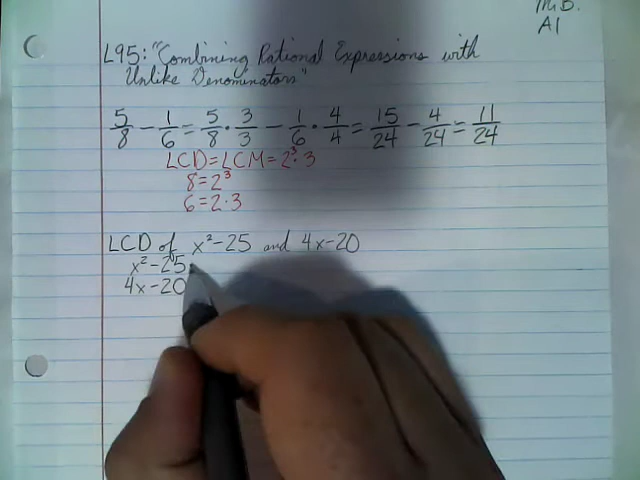 M.B.
A1
L95: "Combining Rational Expressions with
Unlike Denominators"
5/8 - 1/6 = 5/8 · 3/3 - 1/6 · 4/4 = 15/24 - 4/24 = 11/24
LCD = LCM = 2³ · 3
8 = 2³
6 = 2 · 3
LCD of x² - 25 and 4x - 20
x² - 25
4x - 20